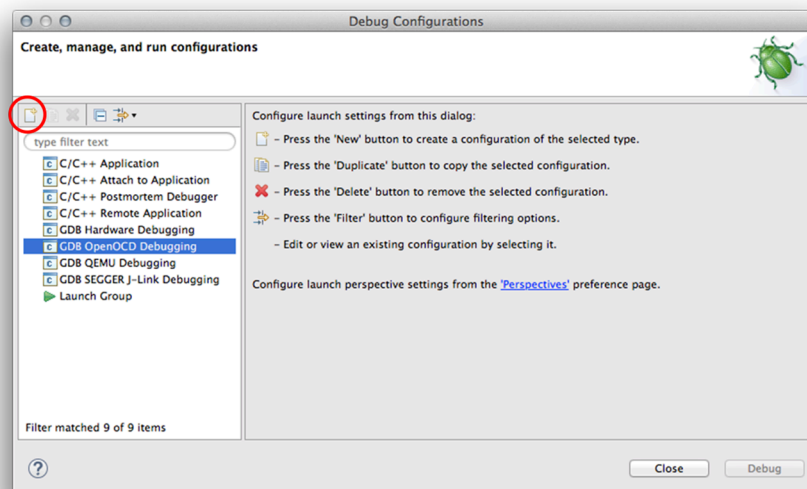 Debug Configurations
Create, manage, and run configurations
type filter text
C/C++ Application
C/C++ Attach to Application
C/C++ Postmortem Debugger
C/C++ Remote Application
GDB Hardware Debugging
GDB OpenOCD Debugging
GDB QEMU Debugging
GDB SEGGER J-Link Debugging
Launch Group
Filter matched 9 of 9 items
Configure launch settings from this dialog:
– Press the 'New' button to create a configuration of the selected type.
– Press the 'Duplicate' button to copy the selected configuration.
– Press the 'Delete' button to remove the selected configuration.
– Press the 'Filter' button to configure filtering options.
– Edit or view an existing configuration by selecting it.
Configure launch perspective settings from the 'Perspectives' preference page.
?
Close
Debug